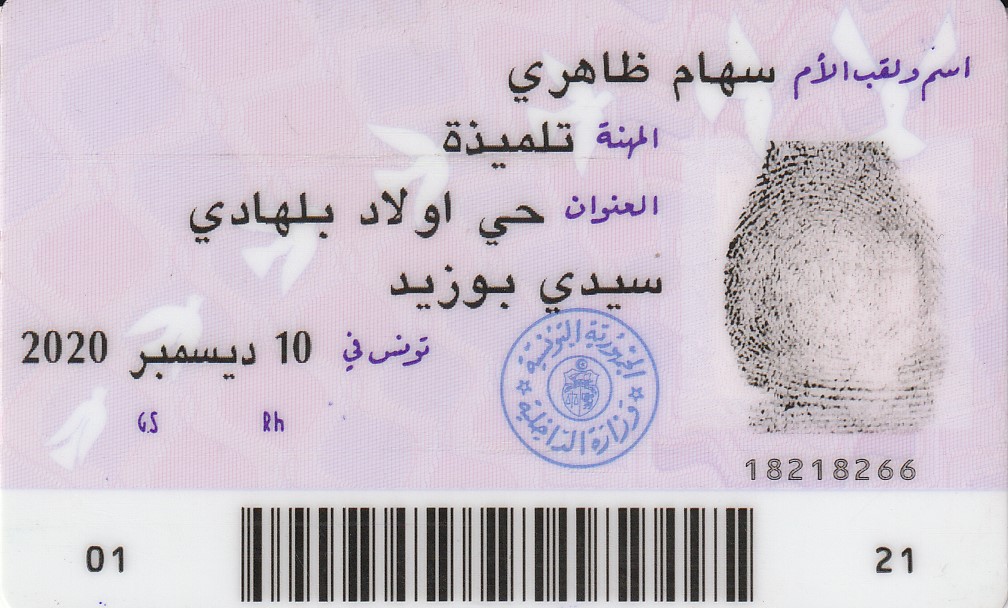 اسم ولقب الأم سهام ظاهري
المهنة تلميذة
العنوان حي اولاد بلهادي
سيدي بوزيد
تونس في 10 ديسمبر 2020
الجمهورية التونسية
وزارة الداخلية
G.S Rh
18218266
01 21